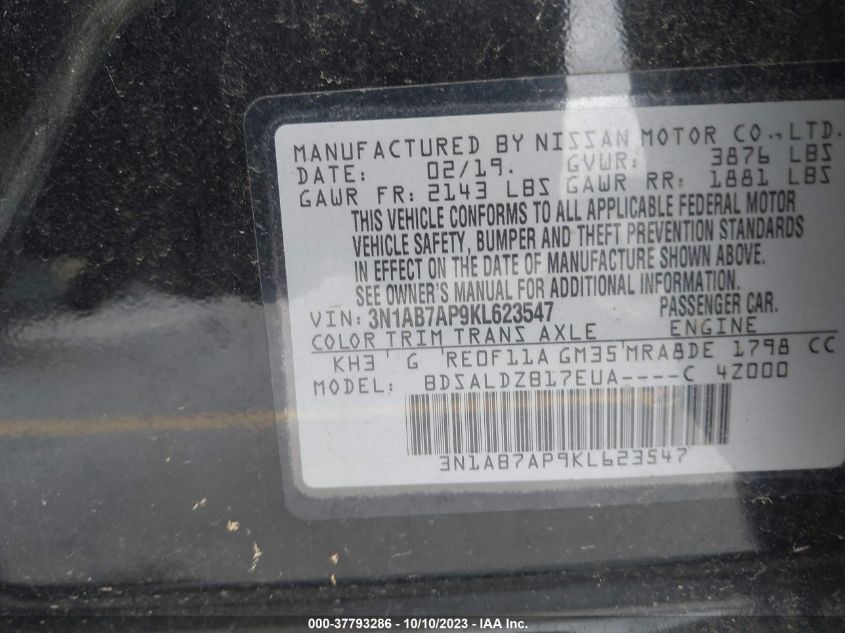 MANUFACTURED BY NISSAN MOTOR CO., LTD.
DATE: 02/19. GVWR: 3876 LBS
GAWR FR: 2143 LBS GAWR RR: 1881 LBS
THIS VEHICLE CONFORMS TO ALL APPLICABLE FEDERAL MOTOR
VEHICLE SAFETY, BUMPER AND THEFT PREVENTION STANDARDS
IN EFFECT ON THE DATE OF MANUFACTURE SHOWN ABOVE.
SEE OWNER'S MANUAL FOR ADDITIONAL INFORMATION.
VIN: 3N1AB7AP9KL623547 PASSENGER CAR.
COLOR TRIM TRANS AXLE ENGINE
KH3 G RE0F11A GM35 MRA8DE 1798 CC
MODEL: BDSALDZB17EUA----C 4Z000
3N1AB7AP9KL623547
000-37793286 - 10/10/2023 - IAA Inc.